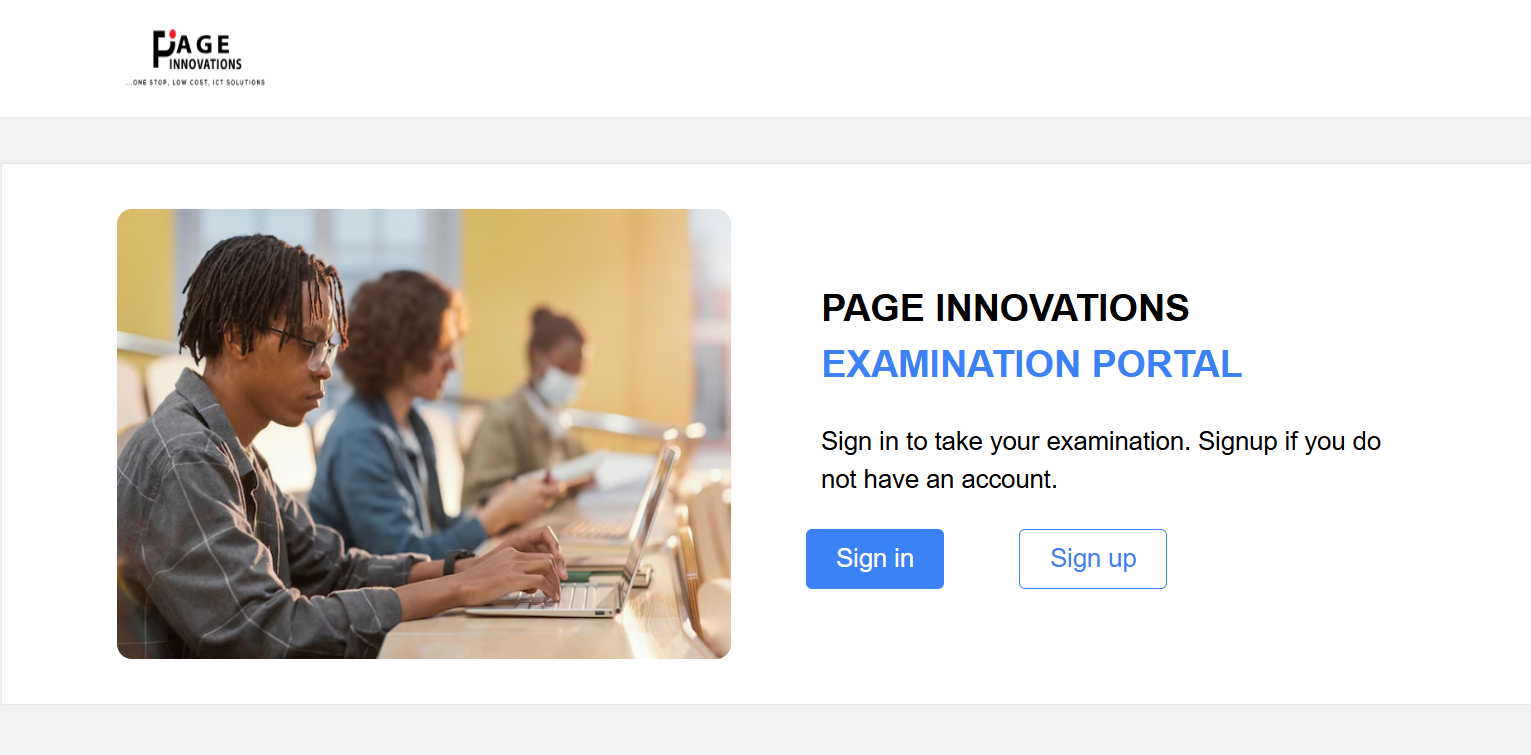 PAGE
INNOVATIONS
...ONE STOP, LOW COST, ICT SOLUTIONS
PAGE INNOVATIONS
EXAMINATION PORTAL
Sign in to take your examination. Signup if you do
not have an account.
Sign in
Sign up